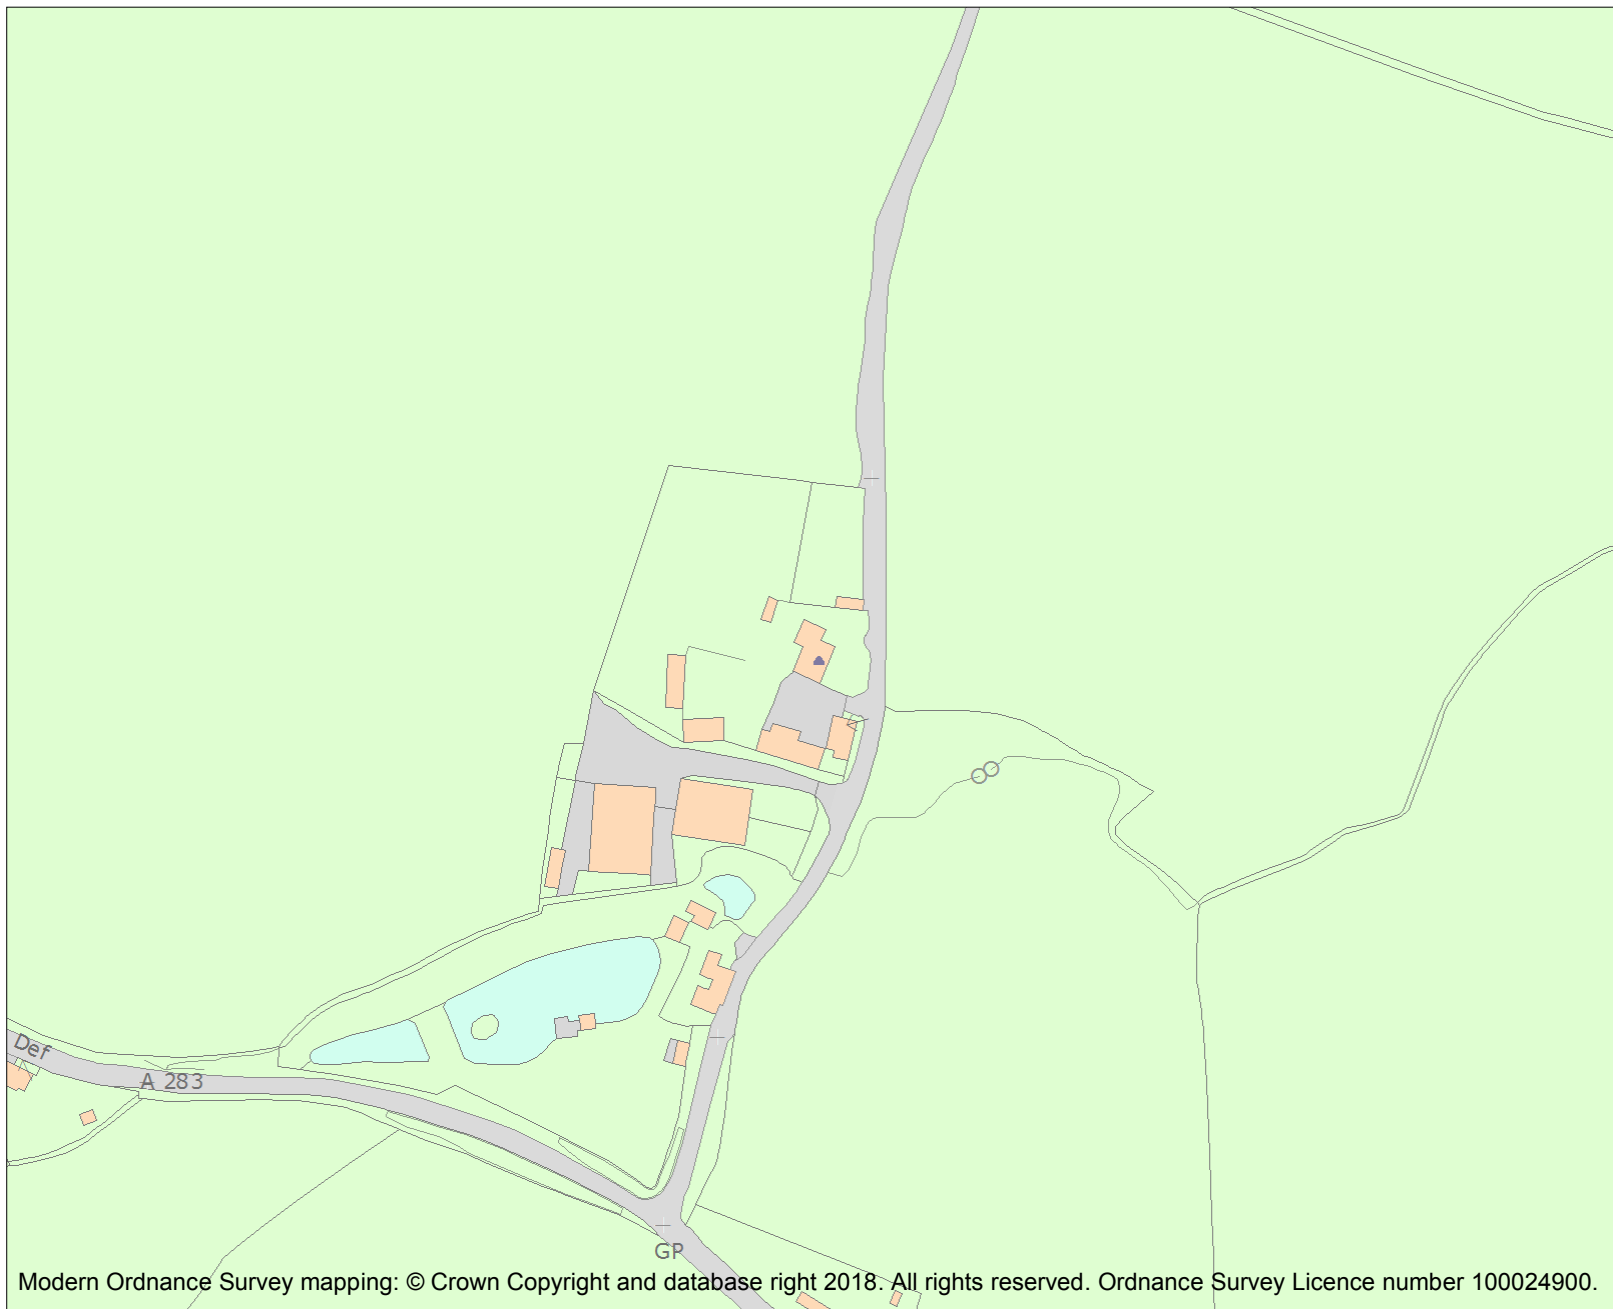 Def
A 283
GP
Modern Ordnance Survey mapping: © Crown Copyright and database right 2018. All rights reserved. Ordnance Survey Licence number 100024900.